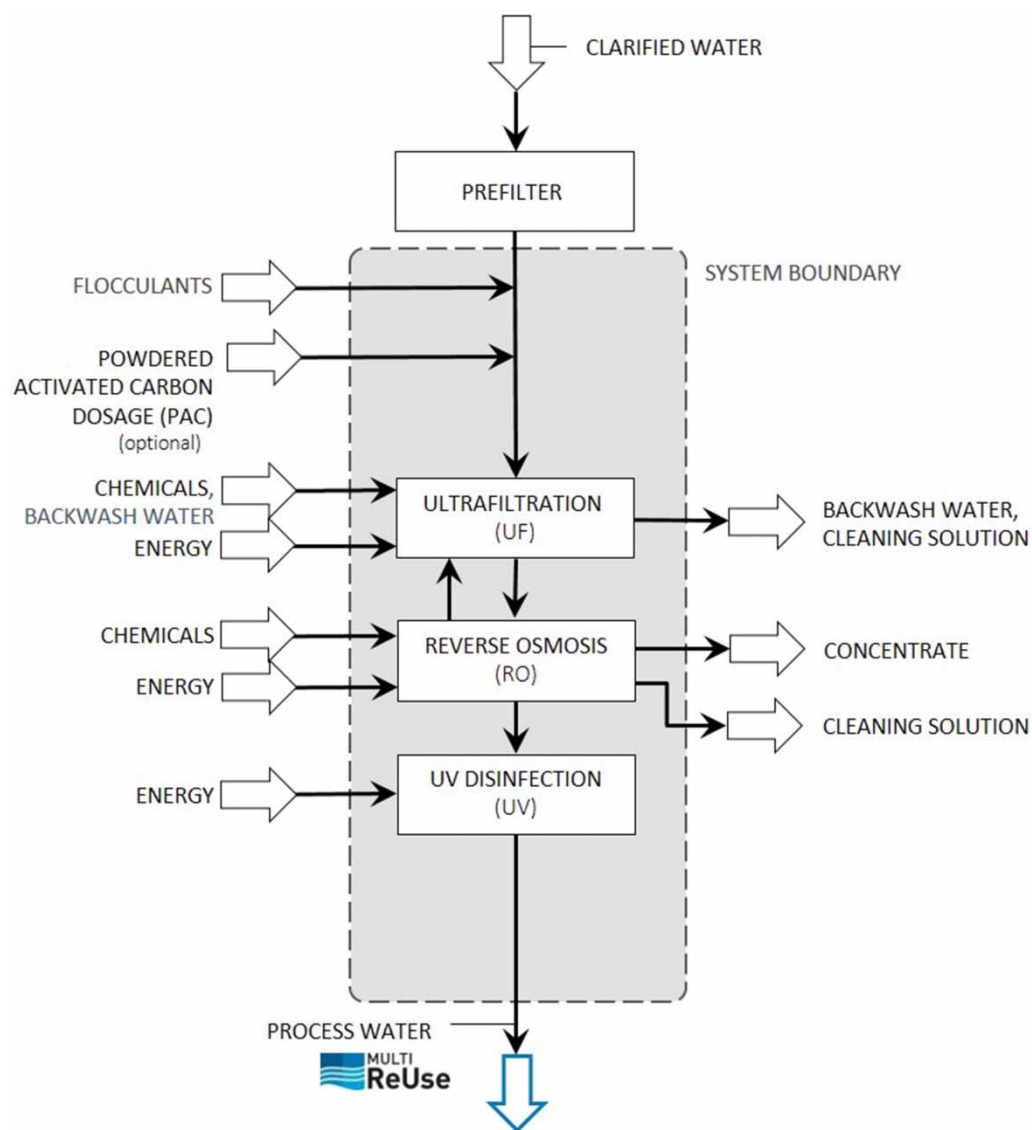 CLARIFIED WATER
PREFILTER
SYSTEM BOUNDARY
FLOCCULANTS
POWDERED
ACTIVATED CARBON
DOSAGE (PAC)
(optional)
CHEMICALS,
BACKWASH WATER
ENERGY
ULTRAFILTRATION
(UF)
BACKWASH WATER,
CLEANING SOLUTION
CHEMICALS
ENERGY
REVERSE OSMOSIS
(RO)
CONCENTRATE
CLEANING SOLUTION
ENERGY
UV DISINFECTION
(UV)
PROCESS WATER
MULTI
ReUse